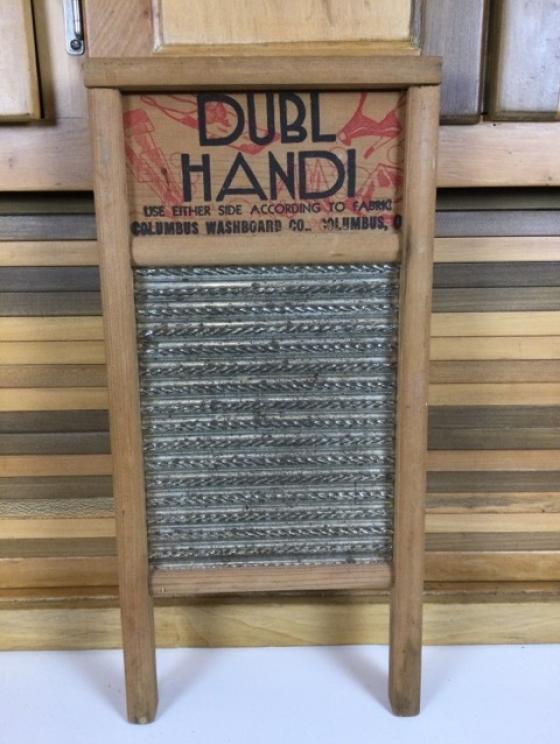 DUBL
HANDI
USE EITHER SIDE ACCORDING TO FABRIC
COLUMBUS WASHBOARD CO., COLUMBUS, O